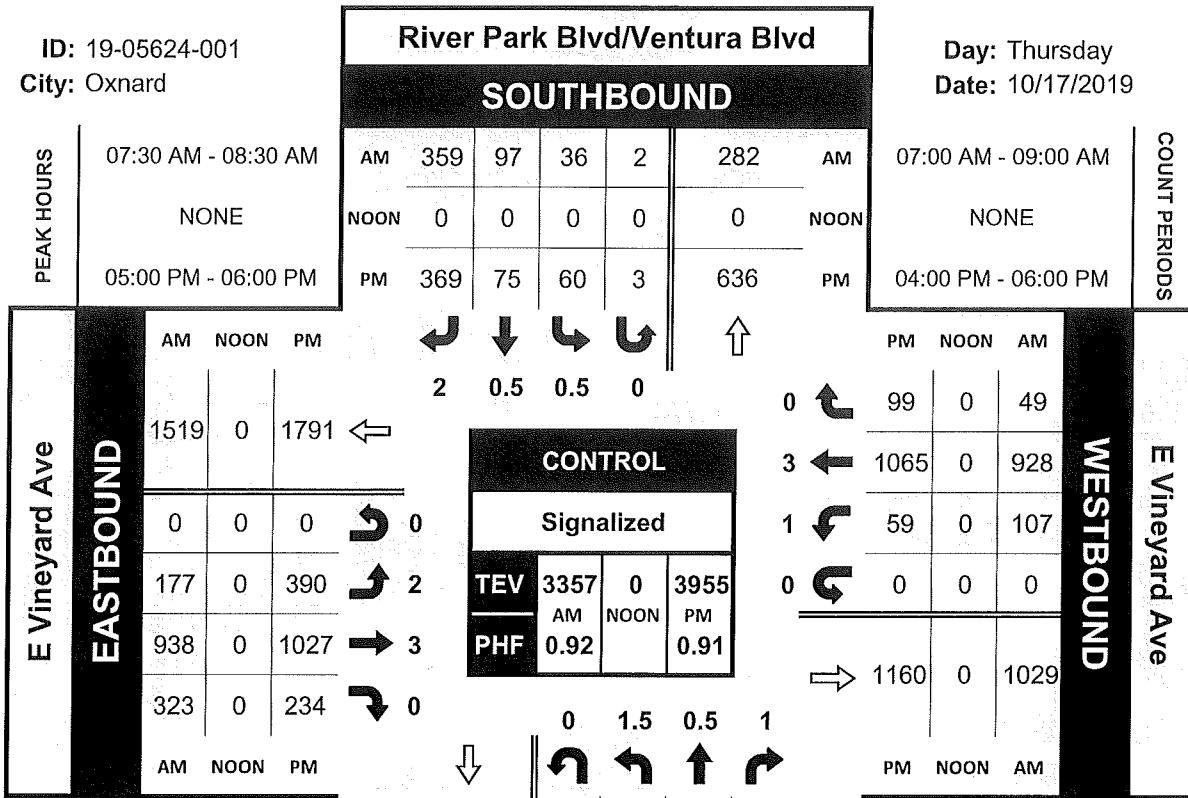 ID: 19-05624-001
City: Oxnard
River Park Blvd/Ventura Blvd
SOUTHBOUND
Day: Thursday
Date: 10/17/2019
PEAK HOURS
07:30 AM - 08:30 AM
NONE
05:00 PM - 06:00 PM
AM 359 97 36 2 282 AM
NOON 0 0 0 0 0 NOON
PM 369 75 60 3 636 PM
07:00 AM - 09:00 AM
NONE
04:00 PM - 06:00 PM
COUNT PERIODS
2 0.5 0.5 0
E Vineyard Ave
EASTBOUND
AM NOON PM
1519 0 1791
0 0 0 0
177 0 390 2
938 0 1027 3
323 0 234 0
AM NOON PM
CONTROL
Signalized
TEV 3357 0 3955
AM NOON PM
PHF 0.92 0.91
PM NOON AM
0 99 0 49
3 1065 0 928
1 59 0 107
0 0 0 0
1160 0 1029
PM NOON AM
WESTBOUND
E Vineyard Ave
0 1.5 0.5 1